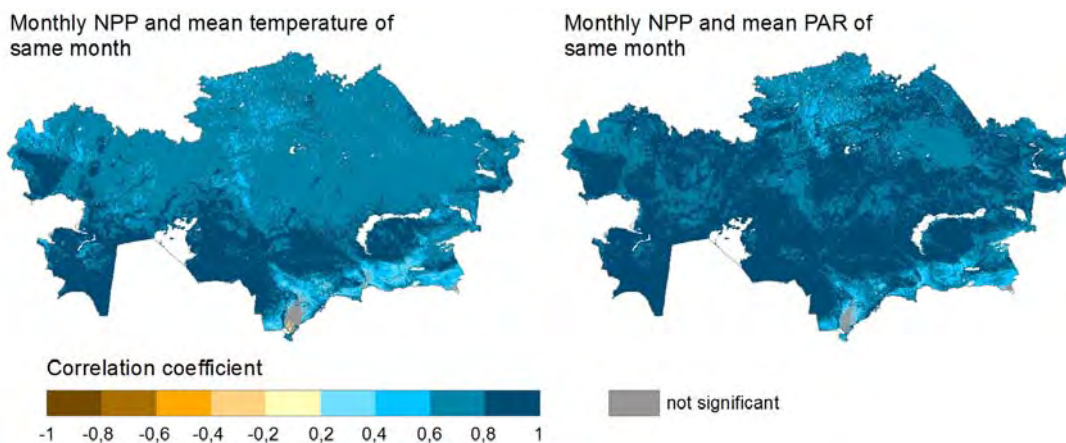 Monthly NPP and mean temperature of
same month
Monthly NPP and mean PAR of
same month
Correlation coefficient
not significant
-1 -0,8 -0,6 -0,4 -0,2 0,2 0,4 0,6 0,8 1